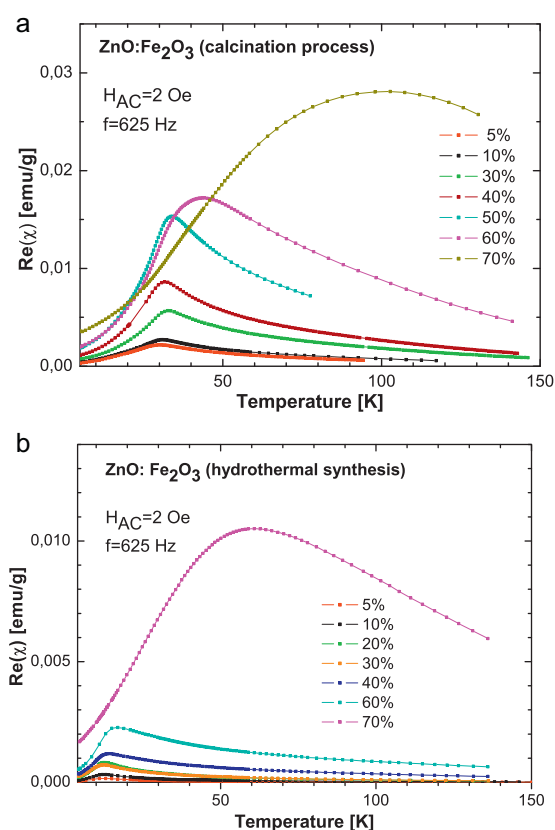 a
ZnO:Fe2O3 (calcination process)
HAC=2 Oe
f=625 Hz
0.03
0.02
0.01
0.00
Re(χ) [emu/g]
5%
10%
30%
40%
50%
60%
70%
50
100
150
Temperature [K]
b
ZnO: Fe2O3 (hydrothermal synthesis)
HAC=2 Oe
f=625 Hz
0,010
0,005
0,000
Re(χ) [emu/g]
5%
10%
20%
30%
40%
60%
70%
50
100
150
Temperature [K]